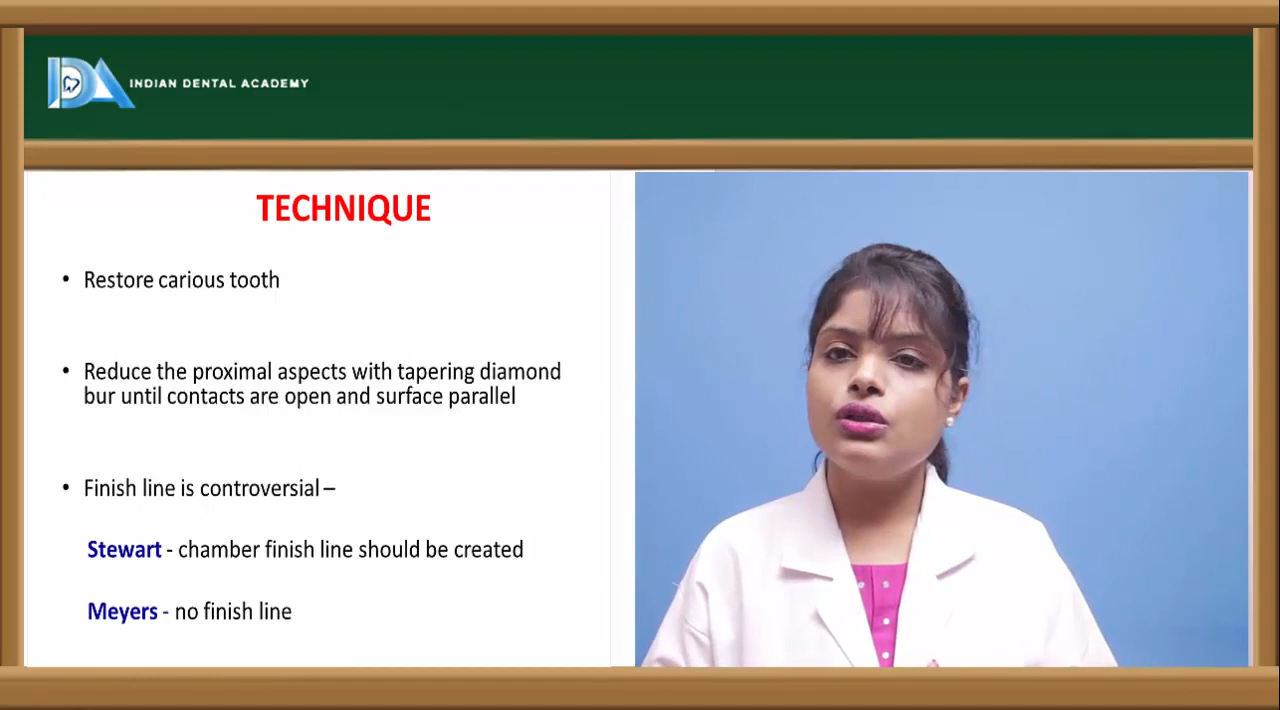 INDIAN DENTAL ACADEMY
TECHNIQUE
• Restore carious tooth
• Reduce the proximal aspects with tapering diamond
bur until contacts are open and surface parallel
• Finish line is controversial –
Stewart - chamber finish line should be created
Meyers - no finish line